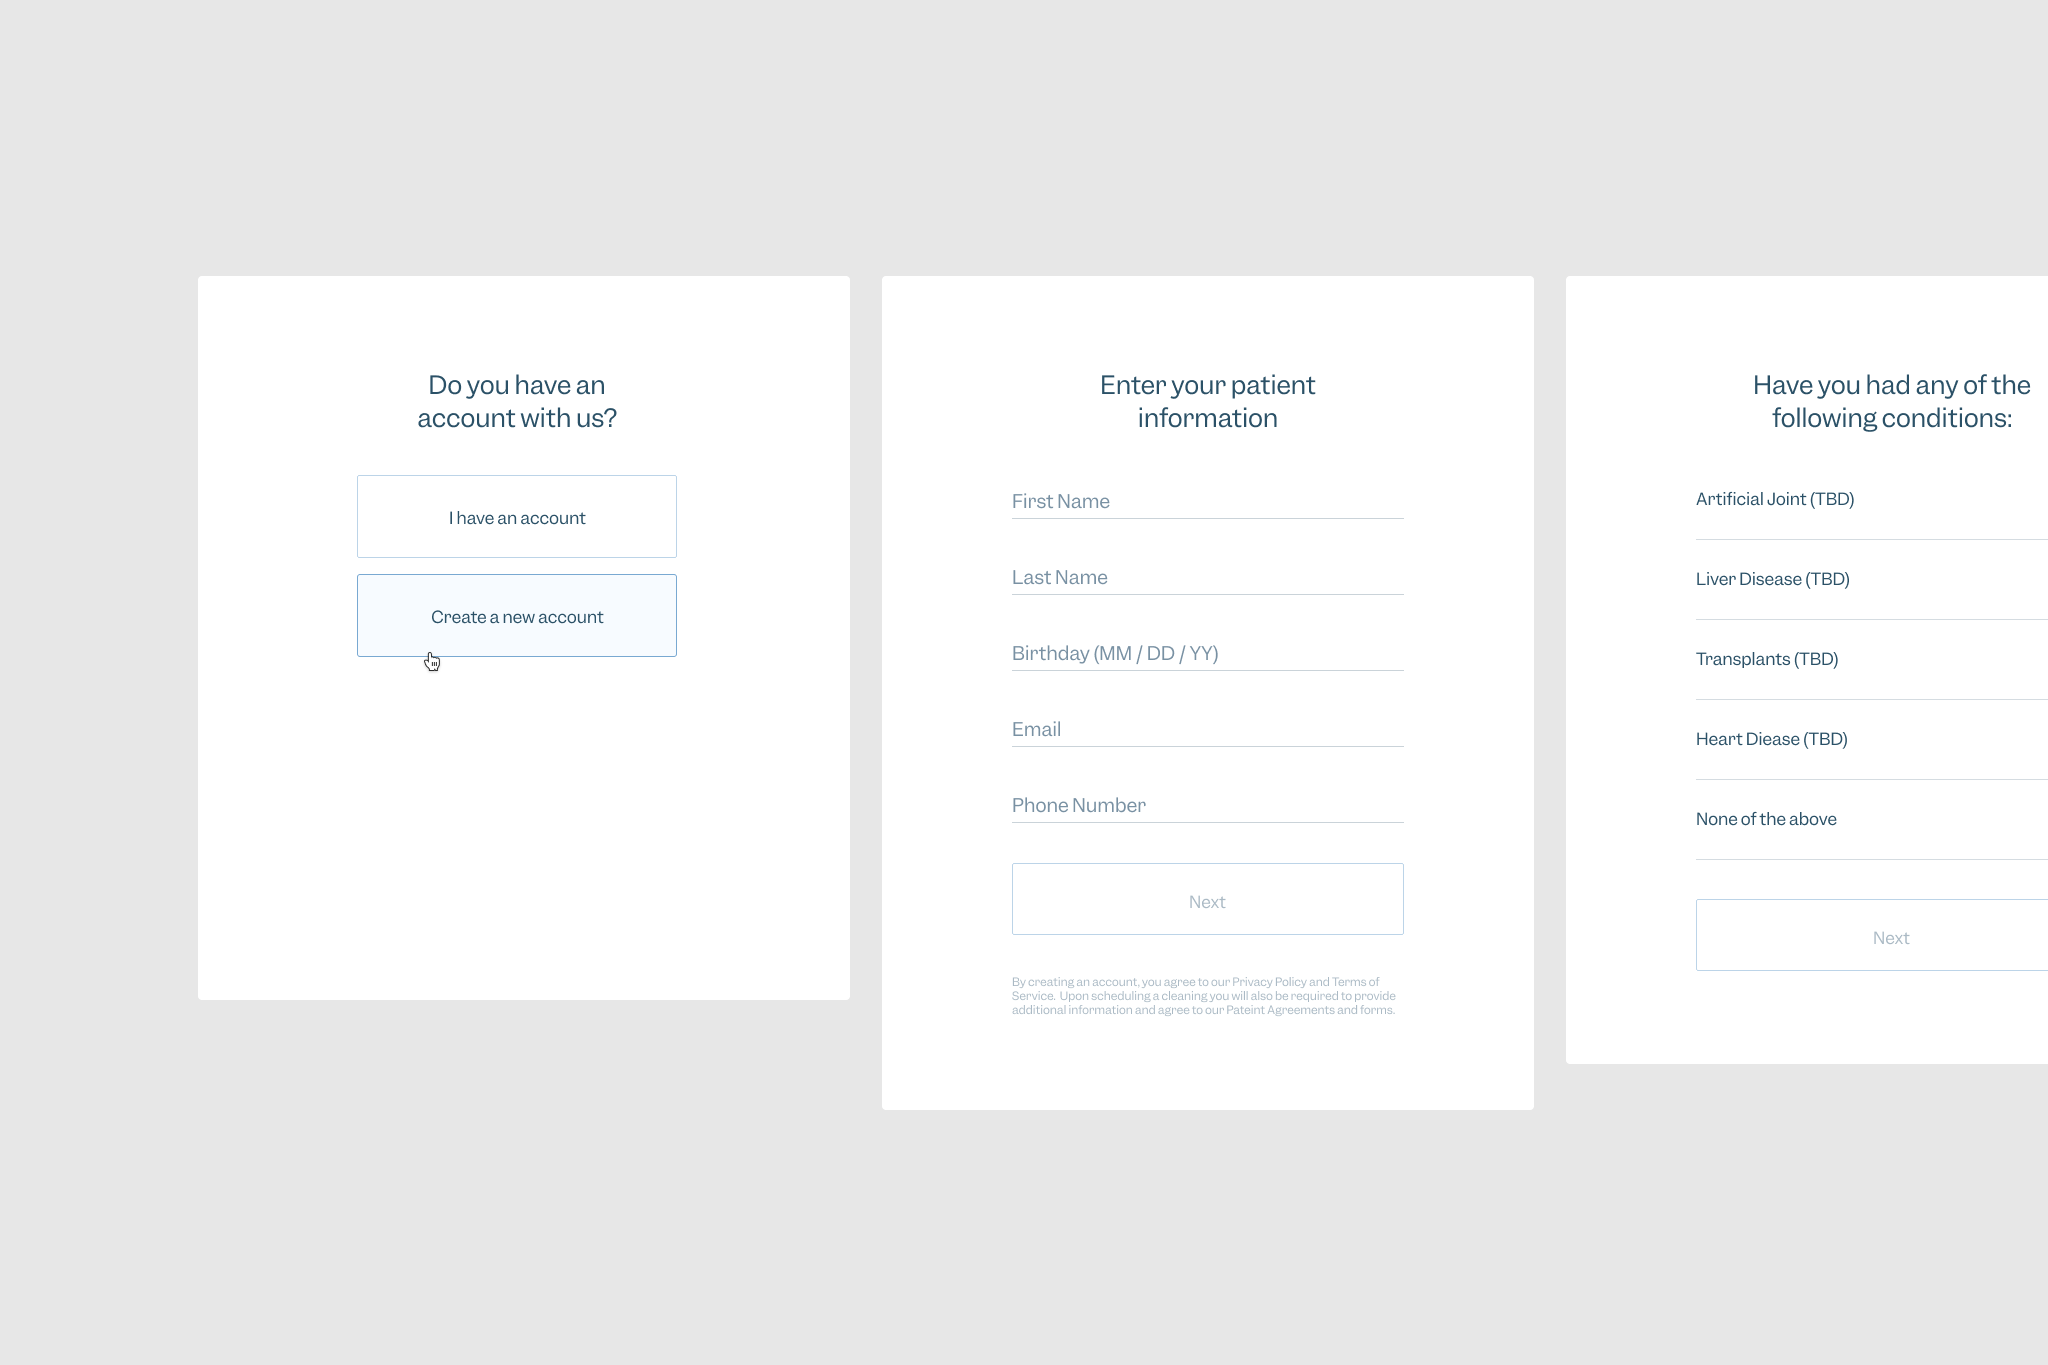 Do you have an
account with us?
I have an account
Create a new account
Enter your patient
information
First Name
Last Name
Birthday (MM / DD / YY)
Email
Phone Number
Next
By creating an account, you agree to our Privacy Policy and Terms of
Service. Upon scheduling a cleaning you will also be required to provide
additional information and agree to our Pateint Agreements and forms.
Have you had any of the
following conditions:
Artificial Joint (TBD)
Liver Disease (TBD)
Transplants (TBD)
Heart Diease (TBD)
None of the above
Next